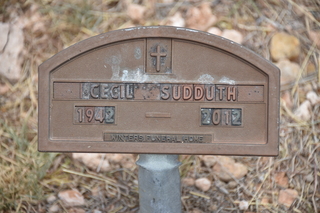 CECIL SUDDUTH
1942 2012
WINTERS FUNERAL HOME